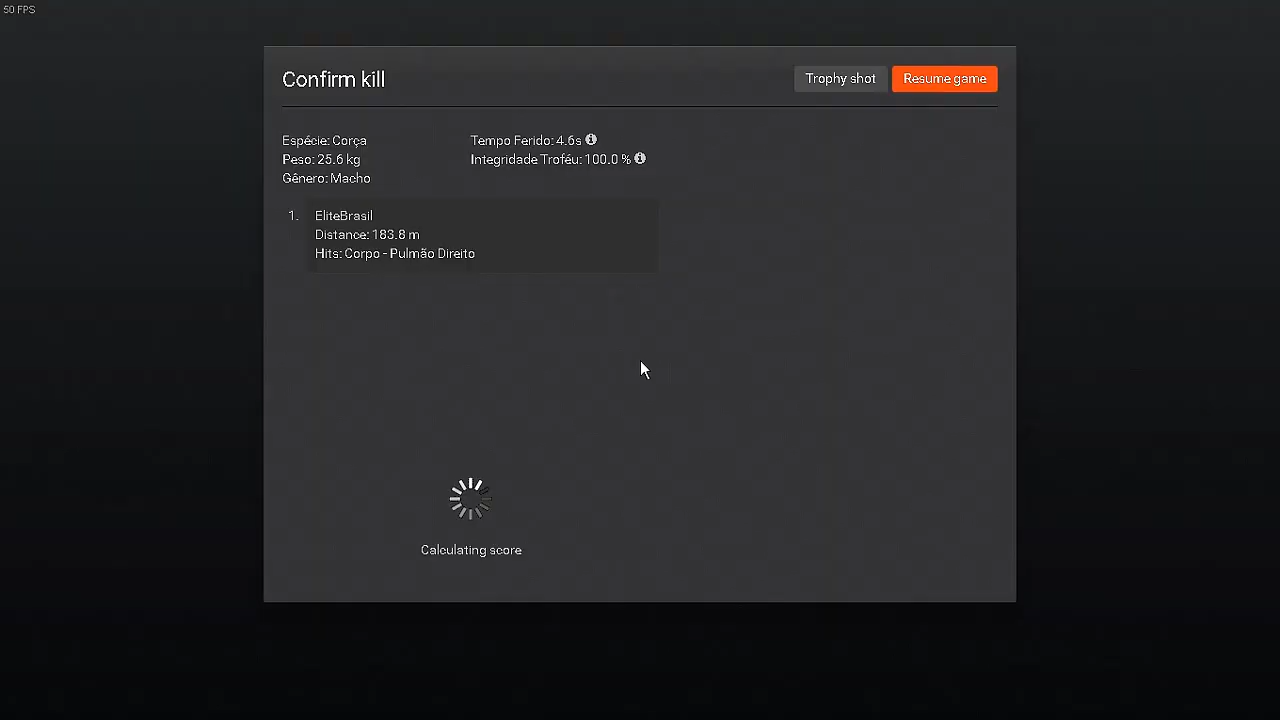 50 FPS
Confirm kill
Trophy shot
Resume game
Espécie: Corça
Peso: 25.6 kg
Gênero: Macho
Tempo Ferido: 4.6s
Integridade Troféu: 100.0 %
1.
EliteBrasil
Distance: 183.8 m
Hits: Corpo - Pulmão Direito
Calculating score